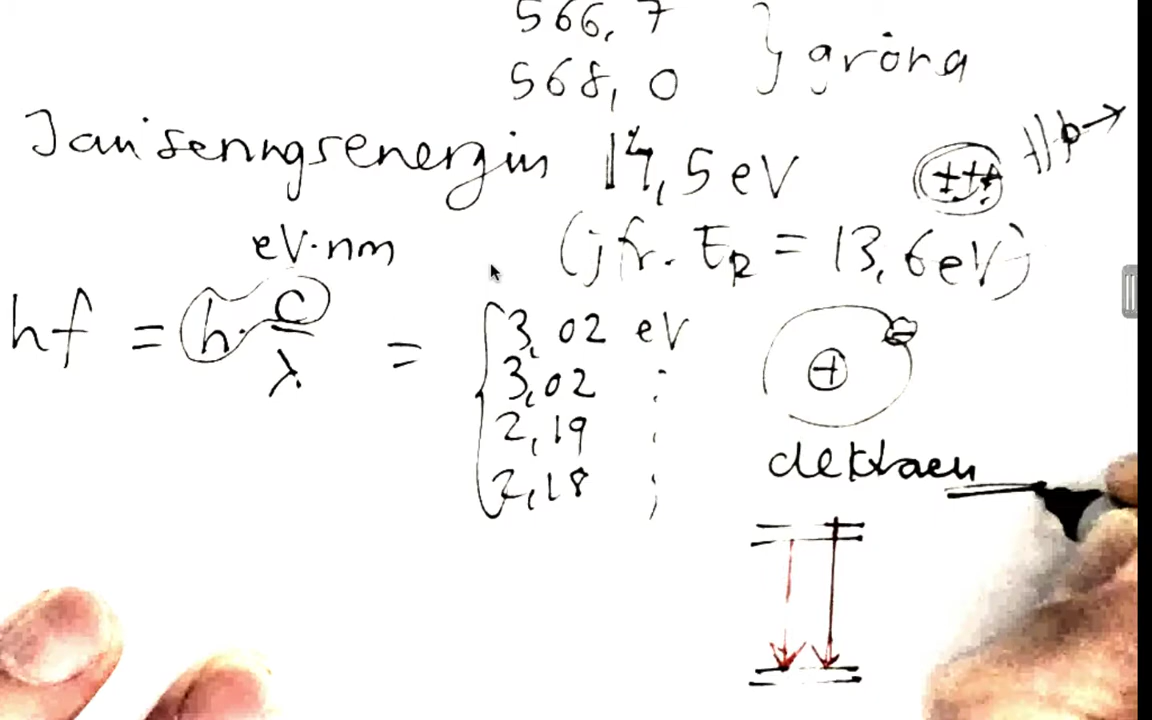 566,7
568,0 } gröna
Joniseringsenergin 14,5 eV
eV·nm
(jfr. E_R = 13,6 eV)
hf = h · c/λ = { 3,02 eV
3,02 ;
2,19 ;
2,18 ;
+++
+
−